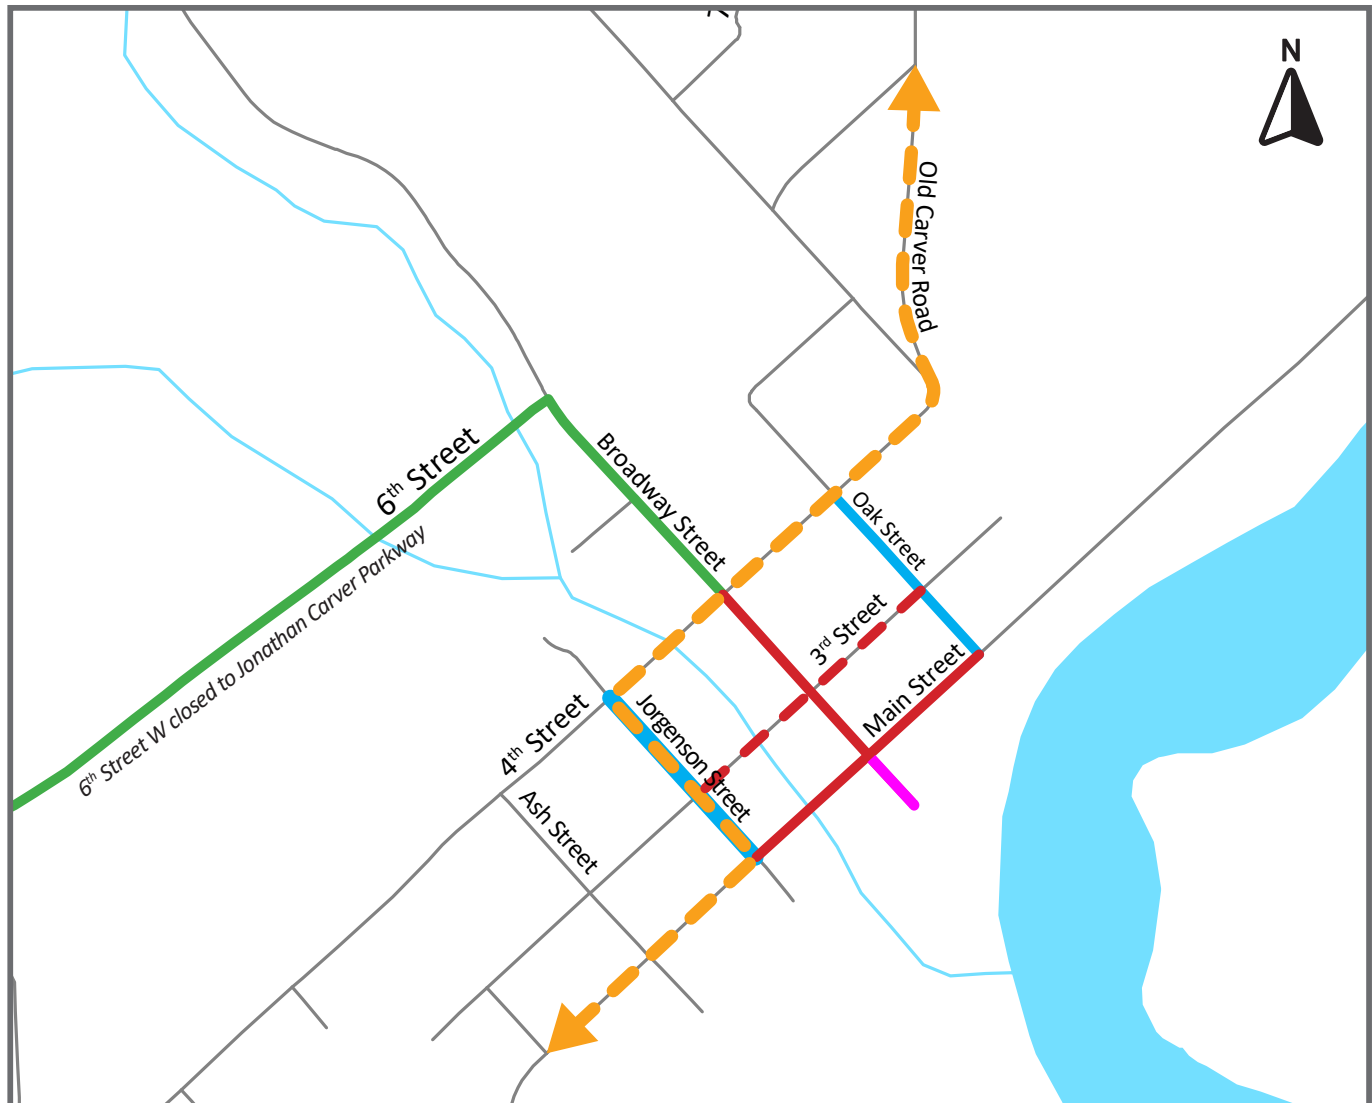 N
Old Carver Road
6th Street
Broadway Street
6th Street W closed to Jonathan Carver Parkway
Oak Street
3rd Street
Main Street
Jorgenson Street
4th Street
Ash Street